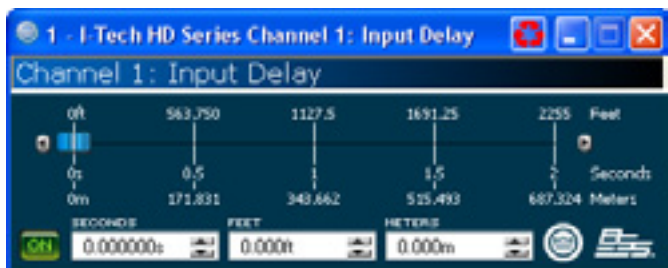 1 - I-Tech HD Series Channel 1: Input Delay
Channel 1: Input Delay
0ft 563.750 1127.5 1691.25 2255 Feet
0s 0.5 1 1.5 2 Seconds
0m 171.831 343.662 515.493 687.324 Meters
SECONDS FEET METERS
ON 0.000000s 0.000ft 0.000m
BSS